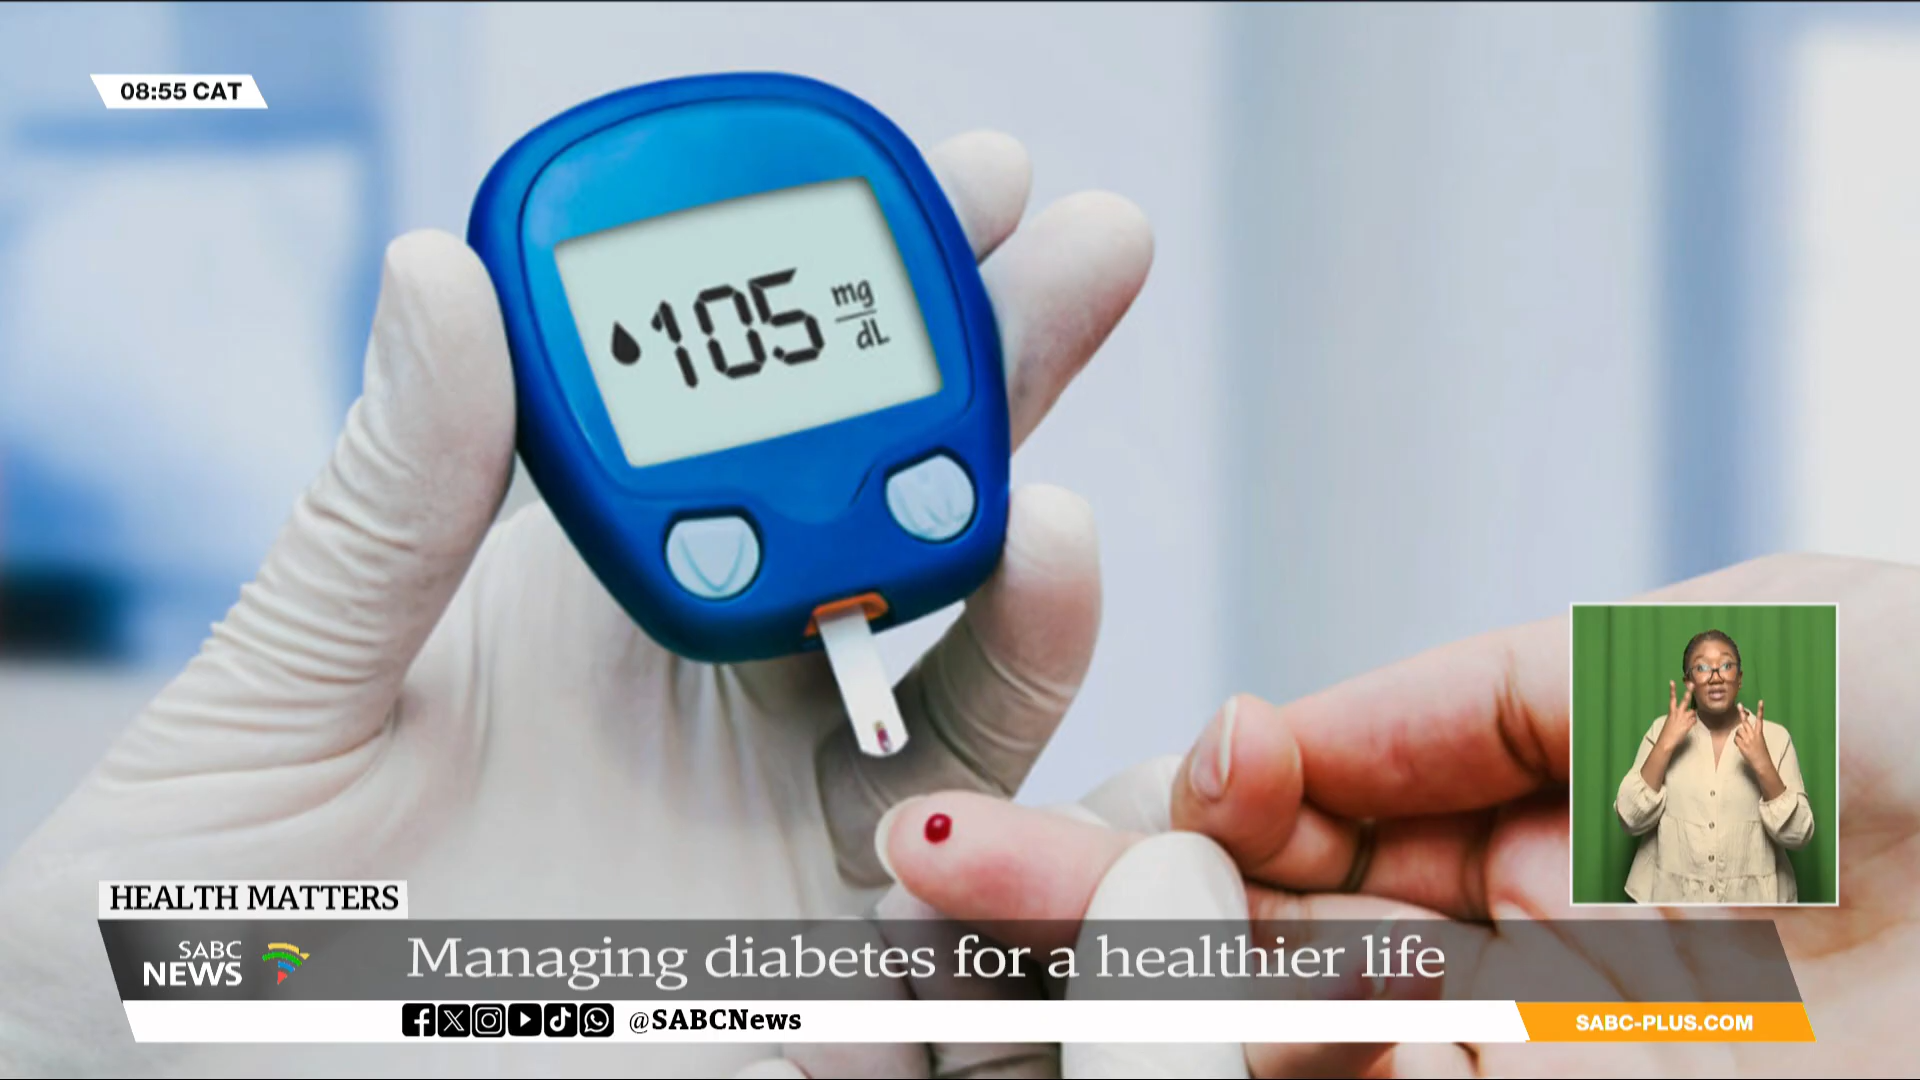 08:55 CAT
105 mg/dL
HEALTH MATTERS
SABC
NEWS
Managing diabetes for a healthier life
@SABCNews
SABC-PLUS.COM